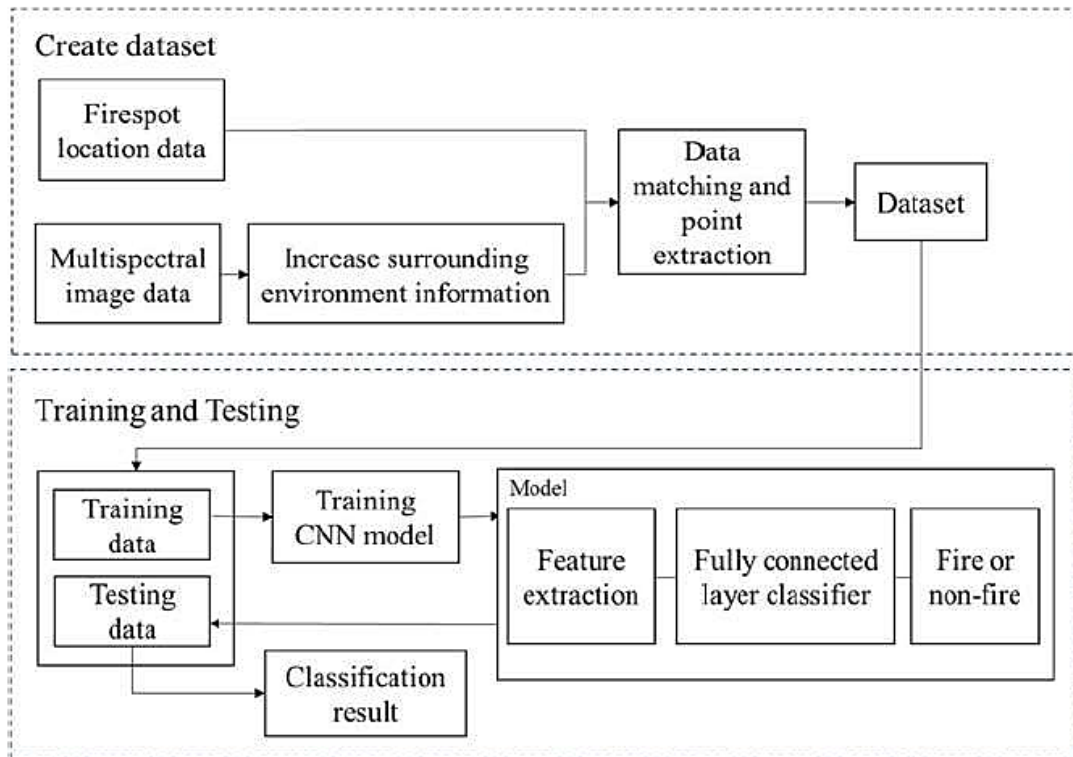 Create dataset
Firespot
location data
Multispectral
image data
Increase surrounding
environment information
Data
matching and
point
extraction
Dataset
Training and Testing
Training
data
Testing
data
Training
CNN model
Model
Feature
extraction
Fully connected
layer classifier
Fire or
non-fire
Classification
result